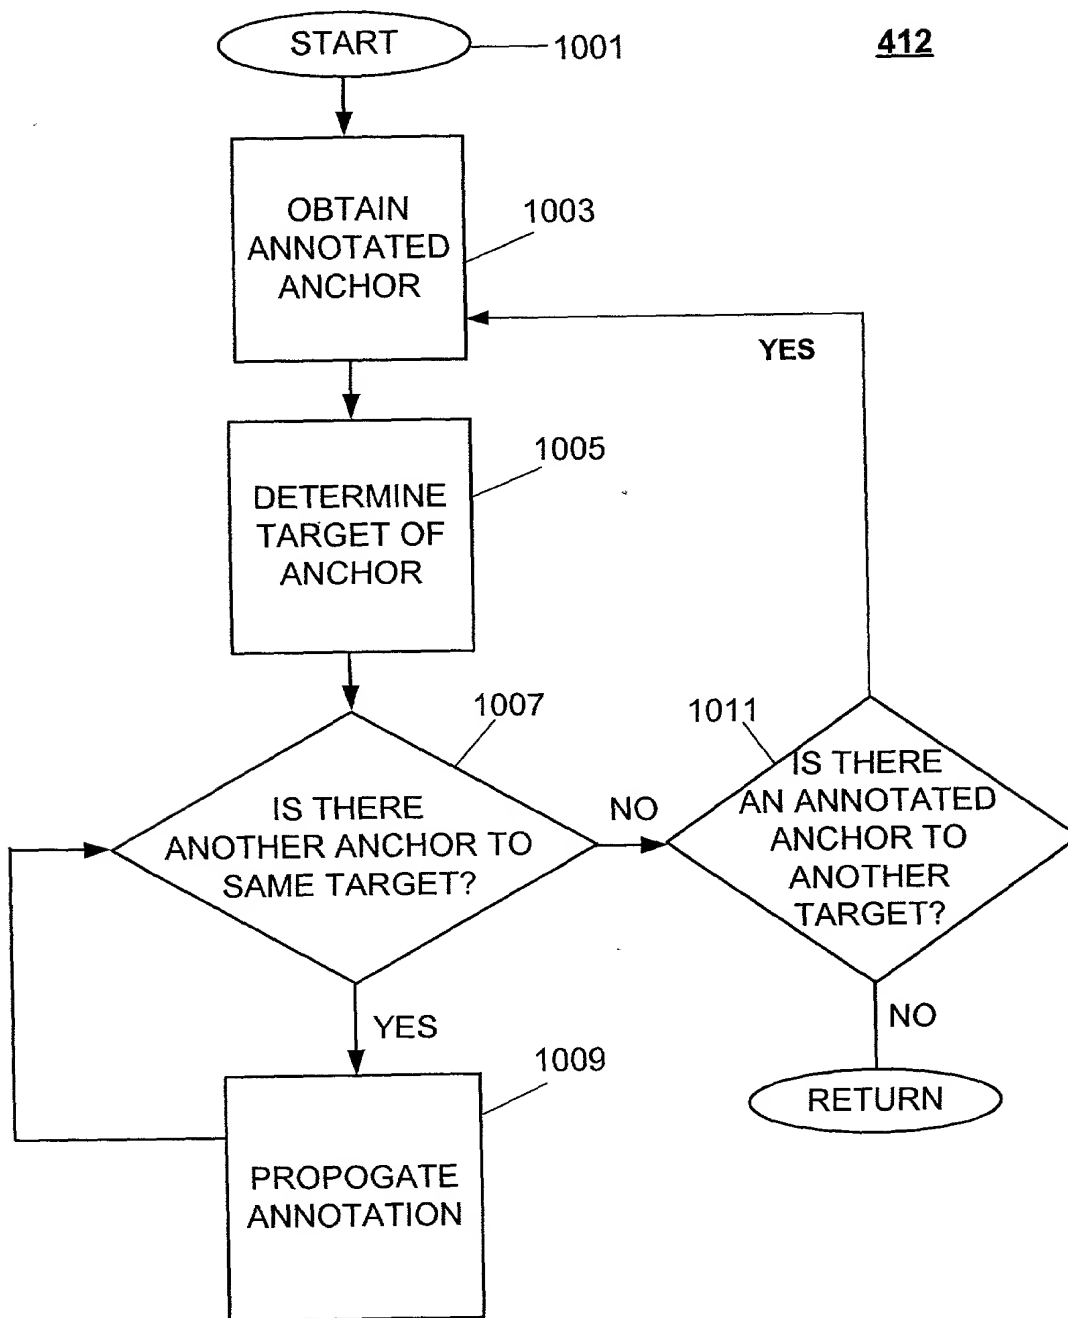 START
1001
412
OBTAIN
ANNOTATED
ANCHOR
1003
YES
DETERMINE
TARGET OF
ANCHOR
1005
IS THERE
ANOTHER ANCHOR TO
SAME TARGET?
1007
NO
IS THERE
AN ANNOTATED
ANCHOR TO
ANOTHER
TARGET?
1011
YES
NO
PROPOGATE
ANNOTATION
1009
RETURN